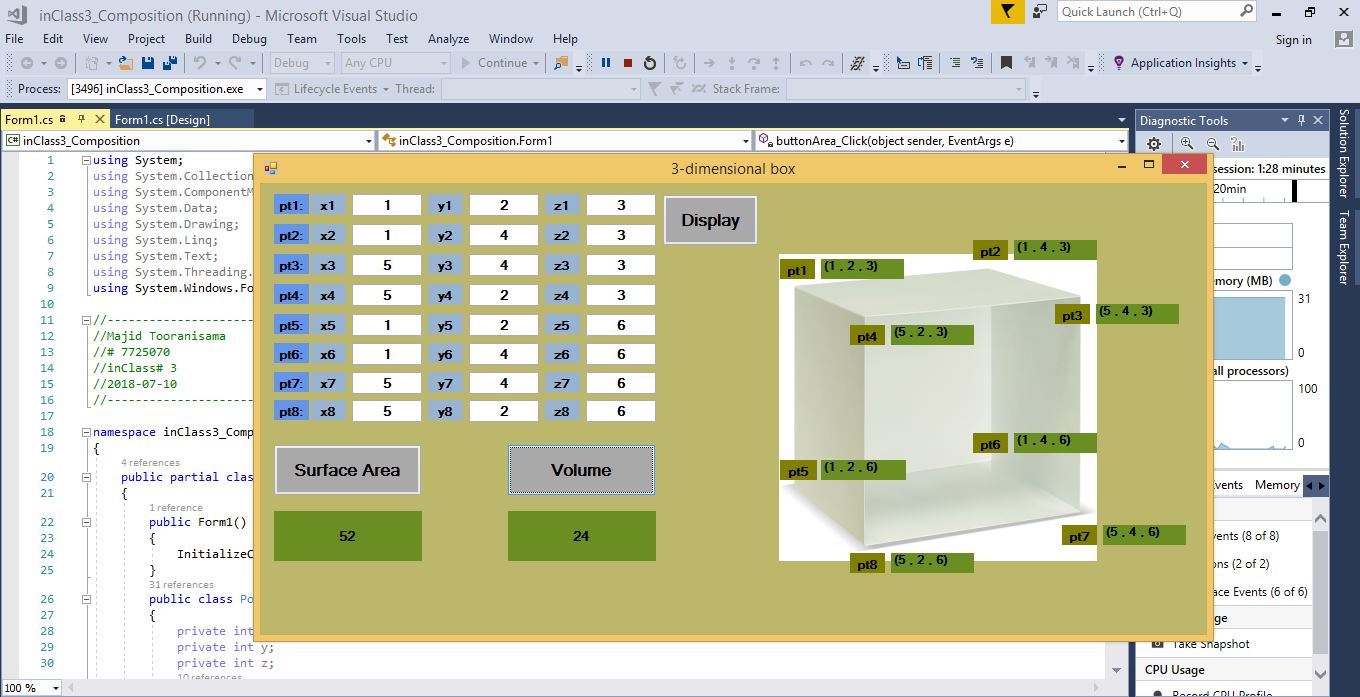 inClass3_Composition (Running) - Microsoft Visual Studio
Quick Launch (Ctrl+Q)
File Edit View Project Build Debug Team Tools Test Analyze Window Help
Sign in
Debug Any CPU Continue Application Insights
Process: [3496] inClass3_Composition.exe Lifecycle Events Thread: Stack Frame:
Form1.cs Form1.cs [Design]
Diagnostic Tools
C# inClass3_Composition inClass3_Composition.Form1 buttonArea_Click(object sender, EventArgs e)
Solution Explorer
Team Explorer
1 using System;
2 using System.Collection
3 using System.ComponentM
4 using System.Data;
5 using System.Drawing;
6 using System.Linq;
7 using System.Text;
8 using System.Threading.
9 using System.Windows.Fo
10
11 //---------------------
12 //Majid Tooranisama
13 //# 7725070
14 //inClass# 3
15 //2018-07-10
16 //---------------------
17
18 namespace inClass3_Comp
19 {
4 references
20 public partial clas
21 {
1 reference
22 public Form1()
23 {
24 InitializeC
25 }
31 references
26 public class Po
27 {
28 private int
29 private int y;
30 private int z;
10 references
100 %
3-dimensional box
pt1: x1 1 y1 2 z1 3
pt2: x2 1 y2 4 z2 3
pt3: x3 5 y3 4 z3 3
pt4: x4 5 y4 2 z4 3
pt5: x5 1 y5 2 z5 6
pt6: x6 1 y6 4 z6 6
pt7: x7 5 y7 4 z7 6
pt8: x8 5 y8 2 z8 6
Display
Surface Area Volume
52 24
pt2 (1 . 4 . 3)
pt1 (1 . 2 . 3)
pt3 (5 . 4 . 3)
pt4 (5 . 2 . 3)
pt6 (1 . 4 . 6)
pt5 (1 . 2 . 6)
pt7 (5 . 4 . 6)
pt8 (5 . 2 . 6)
session: 1:28 minutes
20min
mory (MB)
31
0
all processors)
100
0
vents Memory
vents (8 of 8)
ons (2 of 2)
ace Events (6 of 6)
ge
Take Snapshot
CPU Usage
Record CPU Profile